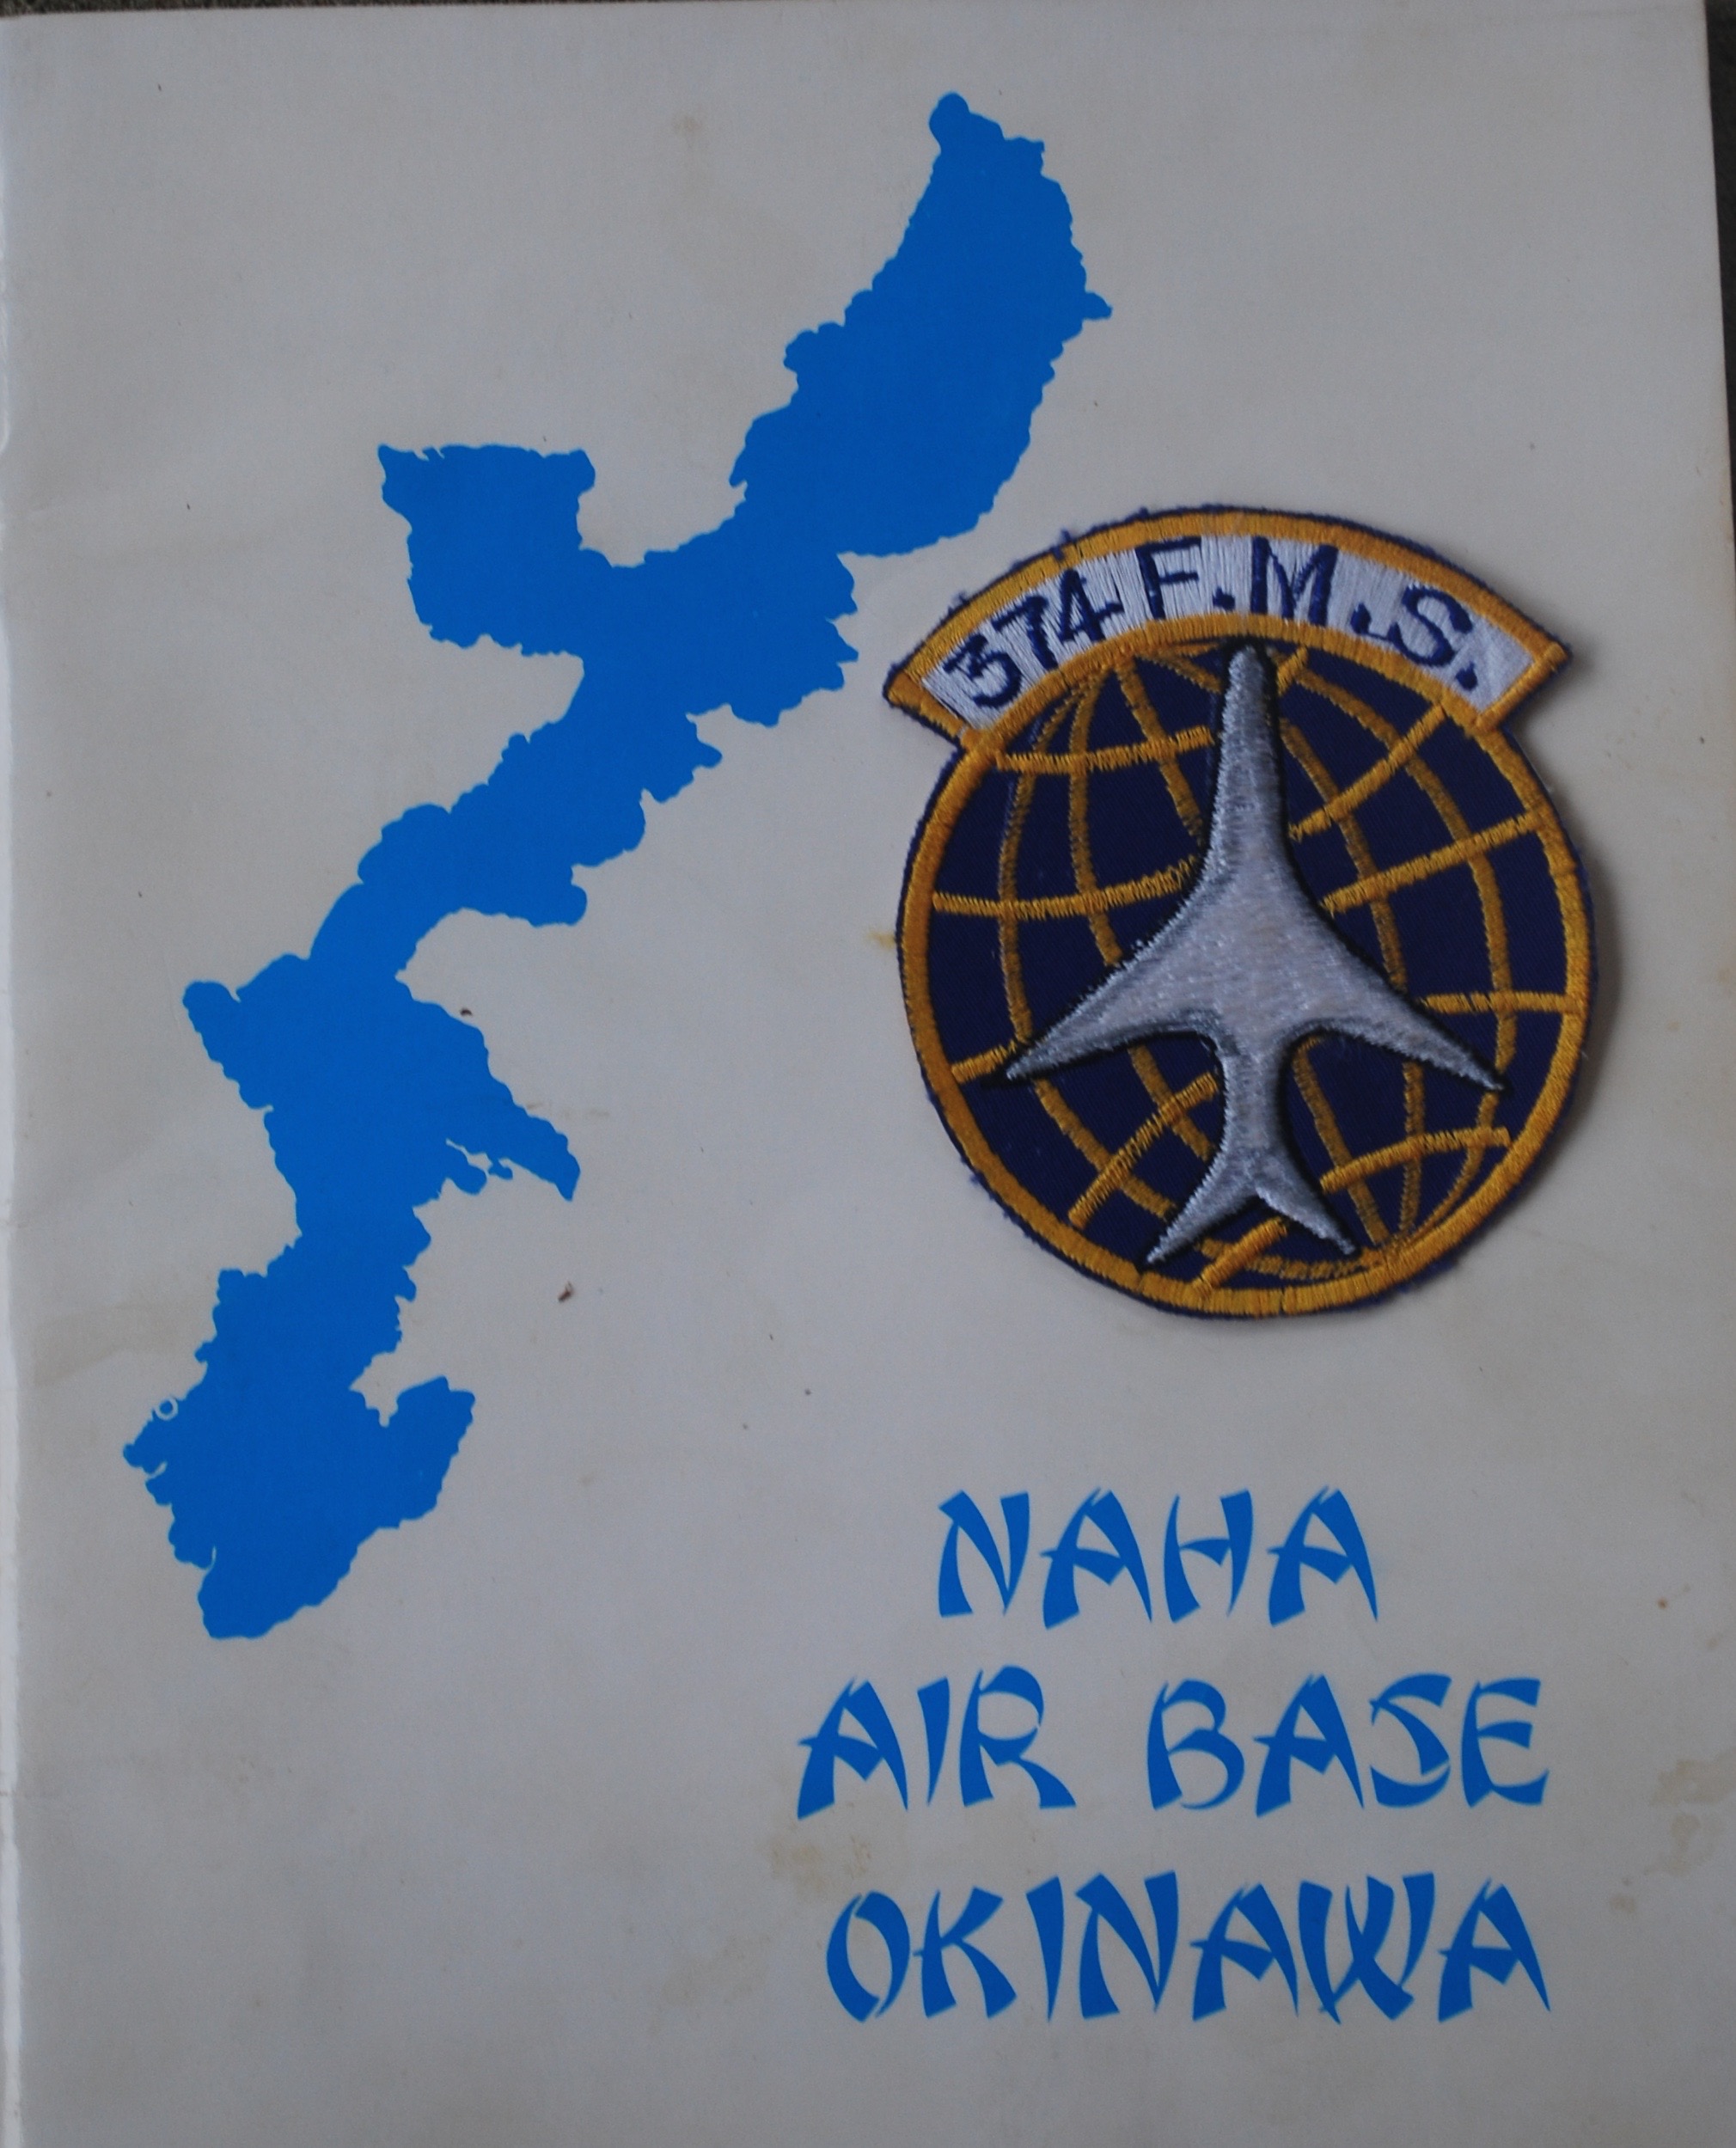 374 F.M.S.
NAHA
AIR BASE
OKINAWA